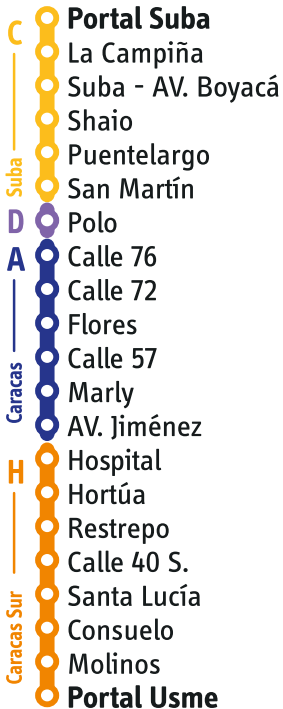 C
Suba
Portal Suba
La Campiña
Suba - AV. Boyacá
Shaio
Puentelargo
San Martín
D
Polo
A
Caracas
Calle 76
Calle 72
Flores
Calle 57
Marly
AV. Jiménez
H
Caracas Sur
Hospital
Hortúa
Restrepo
Calle 40 S.
Santa Lucía
Consuelo
Molinos
Portal Usme